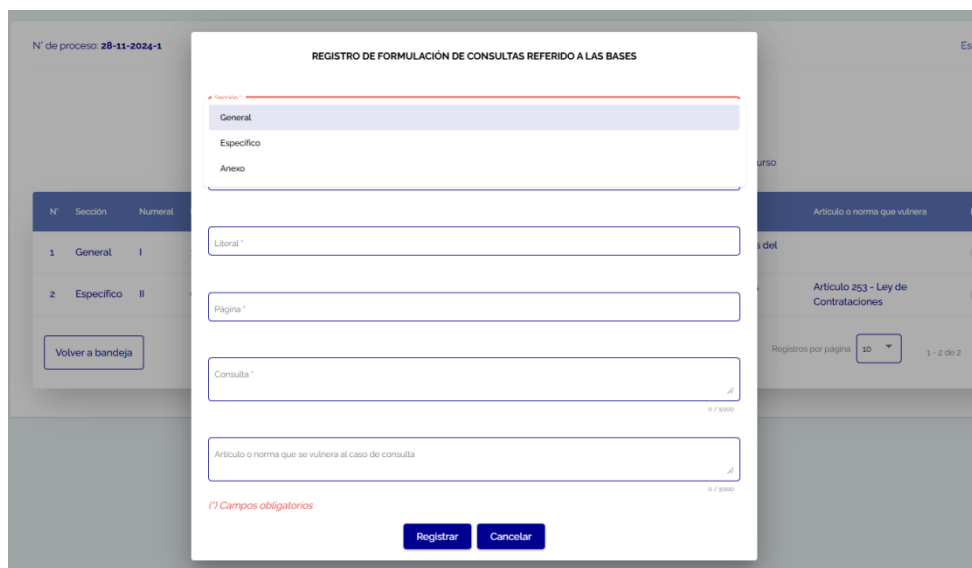 N° de proceso: 28-11-2024-1
Es
REGISTRO DE FORMULACIÓN DE CONSULTAS REFERIDO A LAS BASES
Sección *
General
Específico
Anexo
urso
N° Sección Numeral Artículo o norma que vulnera
1 General I s del
2 Específico II Artículo 253 - Ley de
Contrataciones
Literal *
Página *
Volver a bandeja
Registros por página 10 1 - 2 de 2
Consulta *
0 / 5000
Artículo o norma que se vulnera al caso de consulta
0 / 5000
(*) Campos obligatorios
Registrar Cancelar